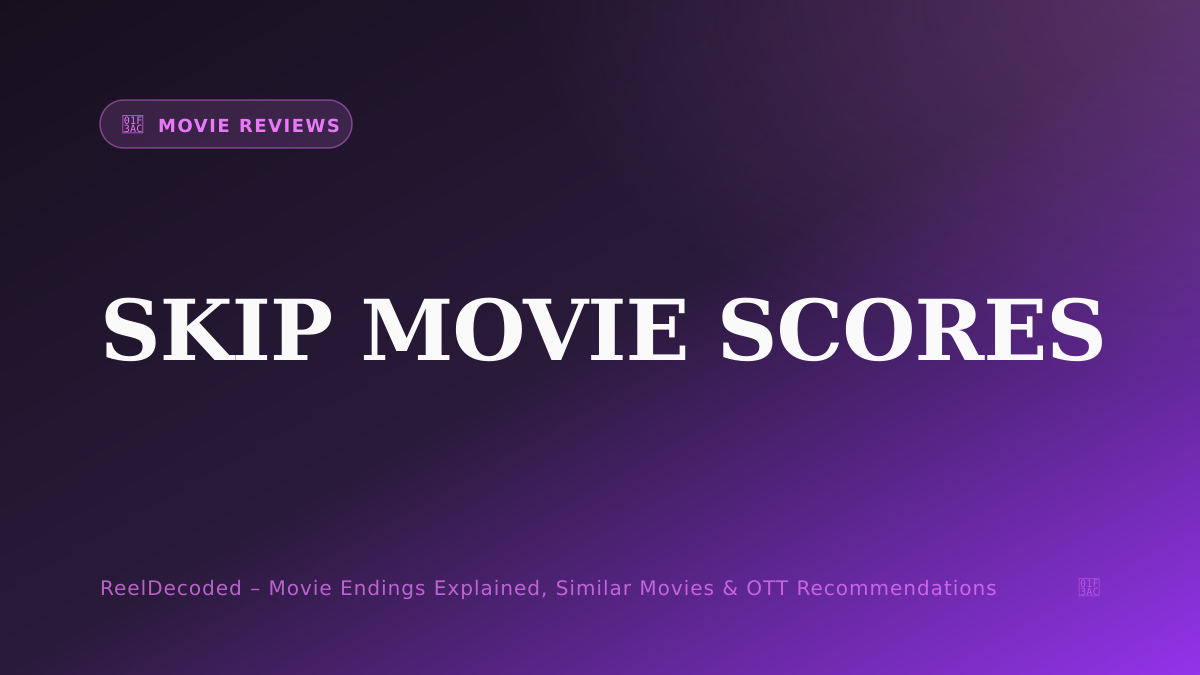 MOVIE REVIEWS
SKIP MOVIE SCORES
ReelDecoded – Movie Endings Explained, Similar Movies & OTT Recommendations